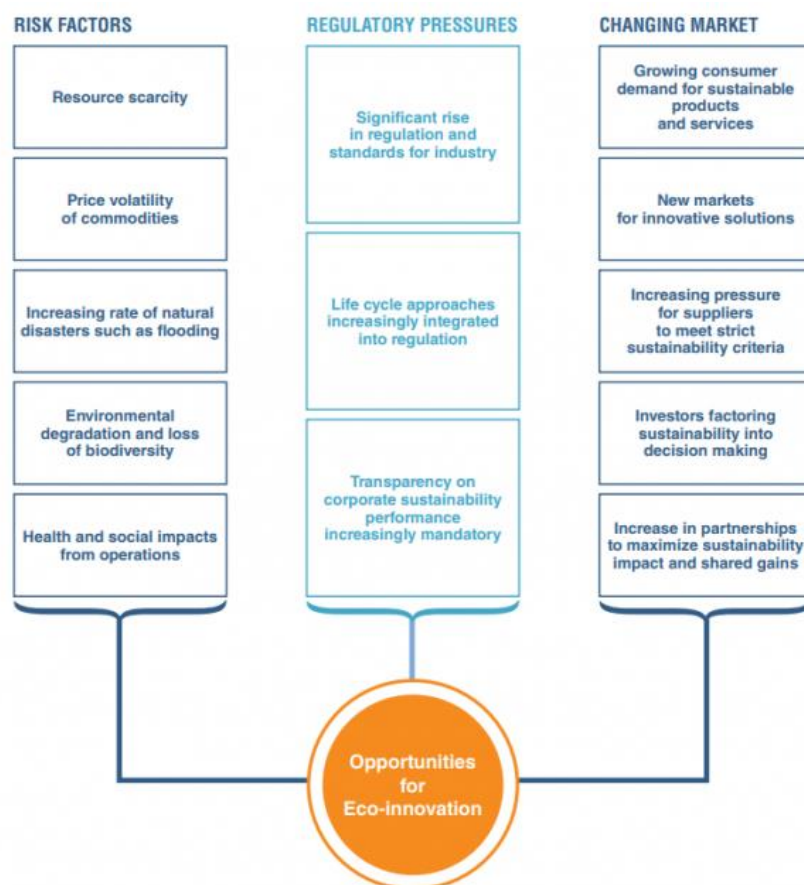 RISK FACTORS
Resource scarcity
Price volatility
of commodities
Increasing rate of natural
disasters such as flooding
Environmental
degradation and loss
of biodiversity
Health and social impacts
from operations
REGULATORY PRESSURES
Significant rise
in regulation and
standards for industry
Life cycle approaches
increasingly integrated
into regulation
Transparency on
corporate sustainability
performance
increasingly mandatory
CHANGING MARKET
Growing consumer
demand for sustainable
products
and services
New markets
for innovative solutions
Increasing pressure
for suppliers
to meet strict
sustainability criteria
Investors factoring
sustainability into
decision making
Increase in partnerships
to maximize sustainability
impact and shared gains
Opportunities
for
Eco-innovation